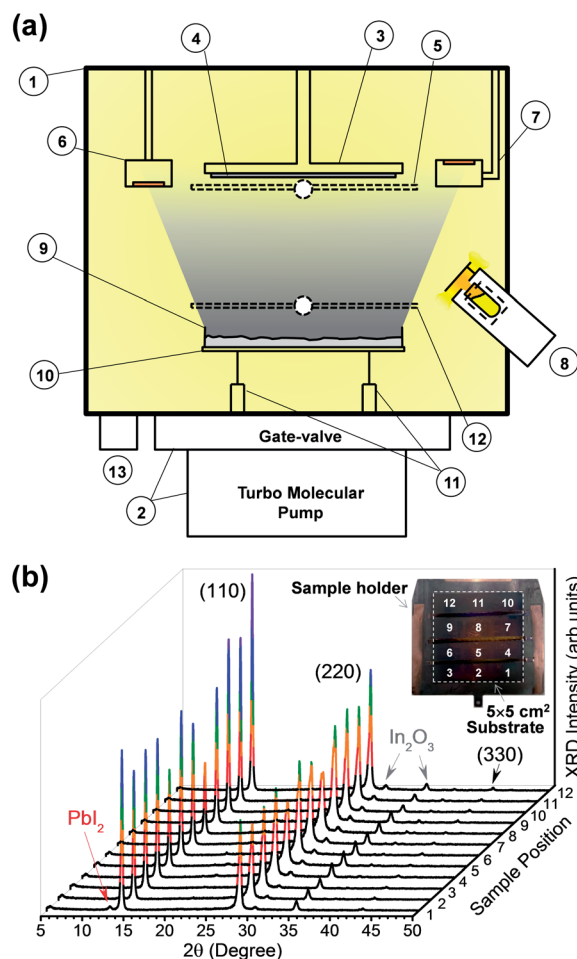 (a)
4
3
5
1
6
7
9
8
10
12
Gate-valve
13
11
2
Turbo Molecular
Pump
(b)
(110)
Sample holder
12 11 10
9 8 7
6 5 4
3 2 1
(220)
5×5 cm²
Substrate
In₂O₃
(330)
PbI₂
XRD Intensity (arb units)
1 2 3 4 5 6 7 8 9 10 11 12
Sample Position
5 10 15 20 25 30 35 40 45 50
2θ (Degree)